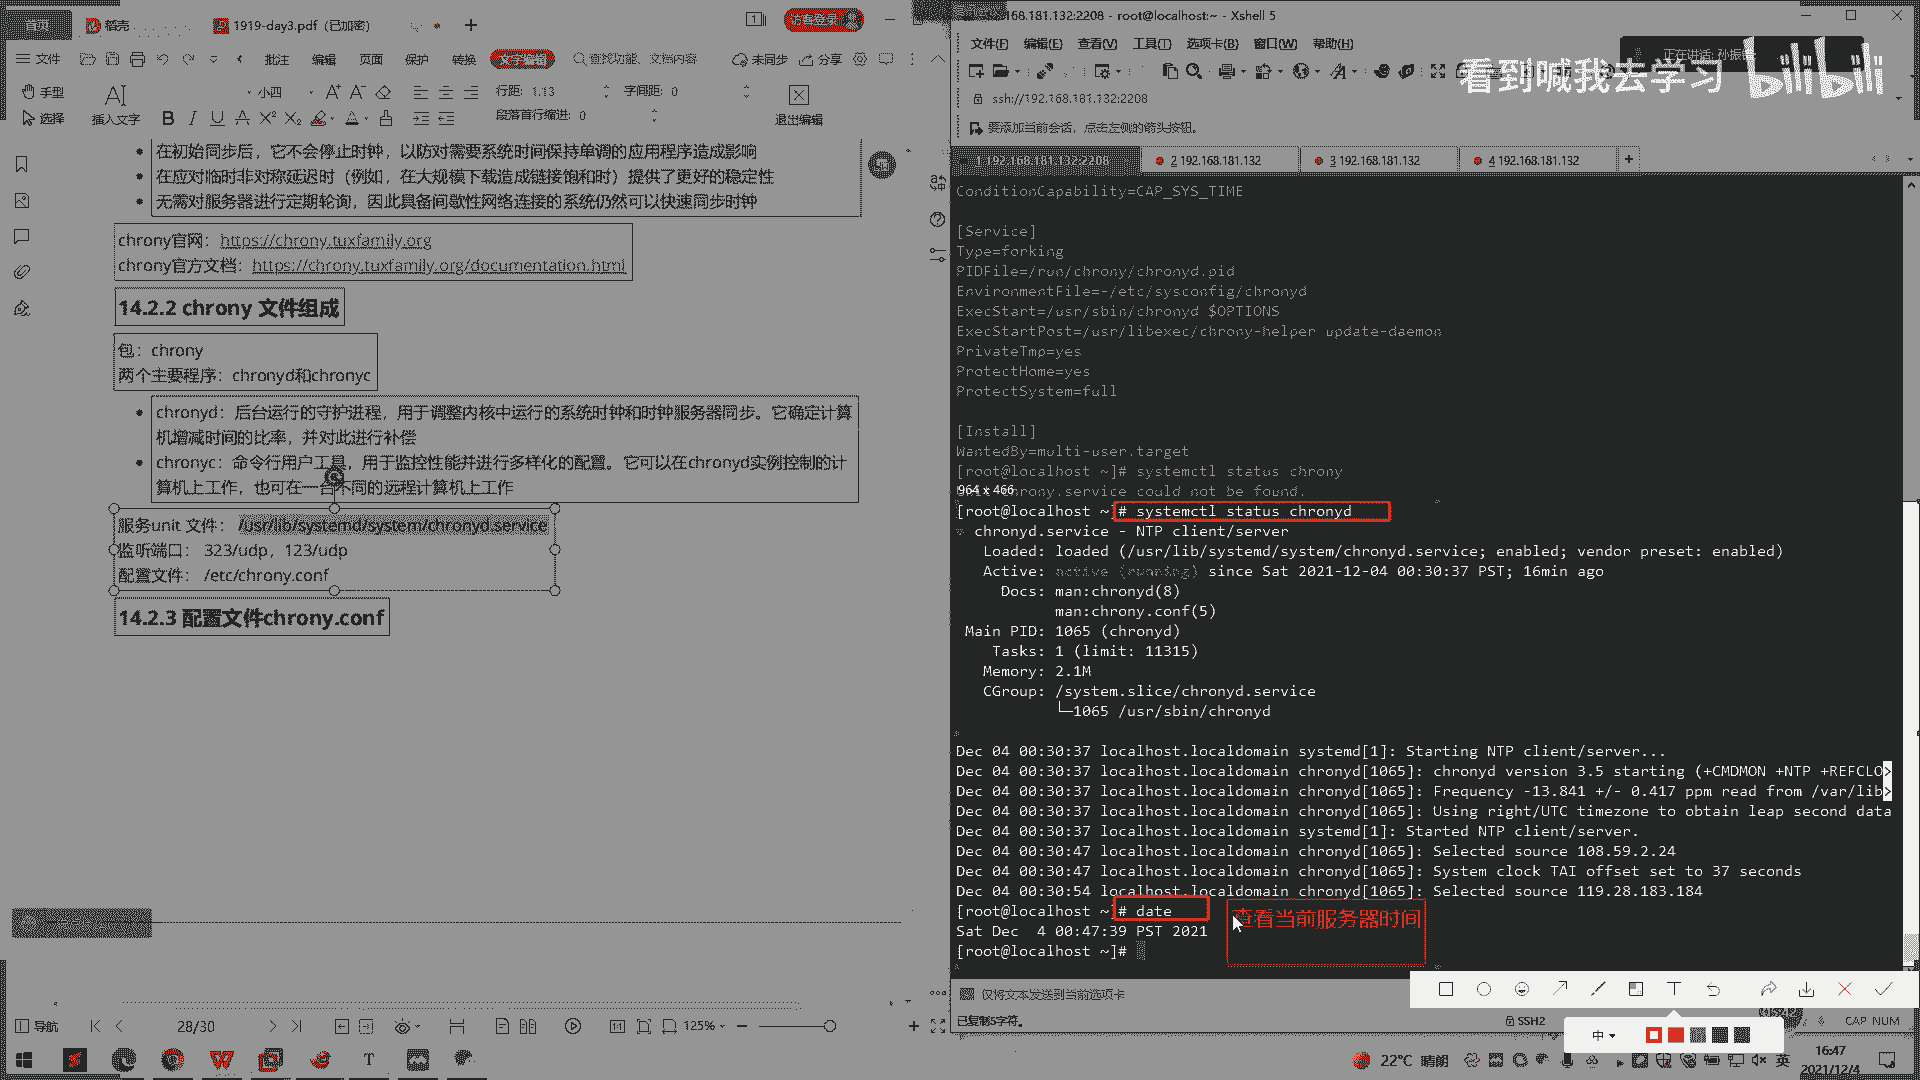 首页
稻壳
1919-day3.pdf (已加密)
访客登录
文件
批注
编辑
页面
保护
转换
文字编辑
查找功能、文档内容
未同步
分享
手型
选择
插入文字
小四
行距: 1.13
字间距: 0
段落首行缩进: 0
退出编辑
在初始同步后，它不会停止时钟，以防对需要系统时间保持单调的应用程序造成影响
在应对临时非对称延迟时（例如，在大规模下载造成链接饱和时）提供了更好的稳定性
无需对服务器进行定期轮询，因此具备间歇性网络连接的系统仍然可以快速同步时钟
chrony官网：https://chrony.tuxfamily.org
chrony官方文档：https://chrony.tuxfamily.org/documentation.html
14.2.2 chrony 文件组成
包：chrony
两个主要程序：chronyd和chronyc
chronyd：后台运行的守护进程，用于调整内核中运行的系统时钟和时钟服务器同步。它确定计算
机增减时间的比率，并对此进行补偿
chronyc：命令行用户工具，用于监控性能并进行多样化的配置。它可以在chronyd实例控制的计
算机上工作，也可在一台不同的远程计算机上工作
服务unit 文件： /usr/lib/systemd/system/chronyd.service
监听端口： 323/udp，123/udp
配置文件： /etc/chrony.conf
14.2.3 配置文件chrony.conf
导航
28/30
125%
192.168.181.132:2208 - root@localhost:~ - Xshell 5
文件(F) 编辑(E) 查看(V) 工具(T) 选项卡(B) 窗口(W) 帮助(H)
看到喊我去学习 bilibili
ssh://192.168.181.132:2208
要添加当前会话，点击左侧的箭头按钮。
1 192.168.181.132:2208
2 192.168.181.132
3 192.168.181.132
4 192.168.181.132
ConditionCapability=CAP_SYS_TIME
[Service]
Type=forking
PIDFile=/run/chrony/chronyd.pid
EnvironmentFile=-/etc/sysconfig/chronyd
ExecStart=/usr/sbin/chronyd $OPTIONS
ExecStartPost=/usr/libexec/chrony-helper update-daemon
PrivateTmp=yes
ProtectHome=yes
ProtectSystem=full
[Install]
WantedBy=multi-user.target
[root@localhost ~]# systemctl status chrony
964 x 466
chrony.service could not be found.
[root@localhost ~]# systemctl status chronyd
chronyd.service - NTP client/server
Loaded: loaded (/usr/lib/systemd/system/chronyd.service; enabled; vendor preset: enabled)
Active: active (running) since Sat 2021-12-04 00:30:37 PST; 16min ago
Docs: man:chronyd(8)
man:chrony.conf(5)
Main PID: 1065 (chronyd)
Tasks: 1 (limit: 11315)
Memory: 2.1M
CGroup: /system.slice/chronyd.service
└─1065 /usr/sbin/chronyd
Dec 04 00:30:37 localhost.localdomain systemd[1]: Starting NTP client/server...
Dec 04 00:30:37 localhost.localdomain chronyd[1065]: chronyd version 3.5 starting (+CMDMON +NTP +REFCLO>
Dec 04 00:30:37 localhost.localdomain chronyd[1065]: Frequency -13.841 +/- 0.417 ppm read from /var/lib>
Dec 04 00:30:37 localhost.localdomain chronyd[1065]: Using right/UTC timezone to obtain leap second data
Dec 04 00:30:37 localhost.localdomain systemd[1]: Started NTP client/server.
Dec 04 00:30:47 localhost.localdomain chronyd[1065]: Selected source 108.59.2.24
Dec 04 00:30:47 localhost.localdomain chronyd[1065]: System clock TAI offset set to 37 seconds
Dec 04 00:30:54 localhost.localdomain chronyd[1065]: Selected source 119.28.183.184
[root@localhost ~]# date
查看当前服务器时间
Sat Dec  4 00:47:39 PST 2021
[root@localhost ~]#
仅将文本发送到当前选项卡
已复制5字符。
SSH2
CAP NUM
中
22°C 晴朗
英
16:47
2021/12/4